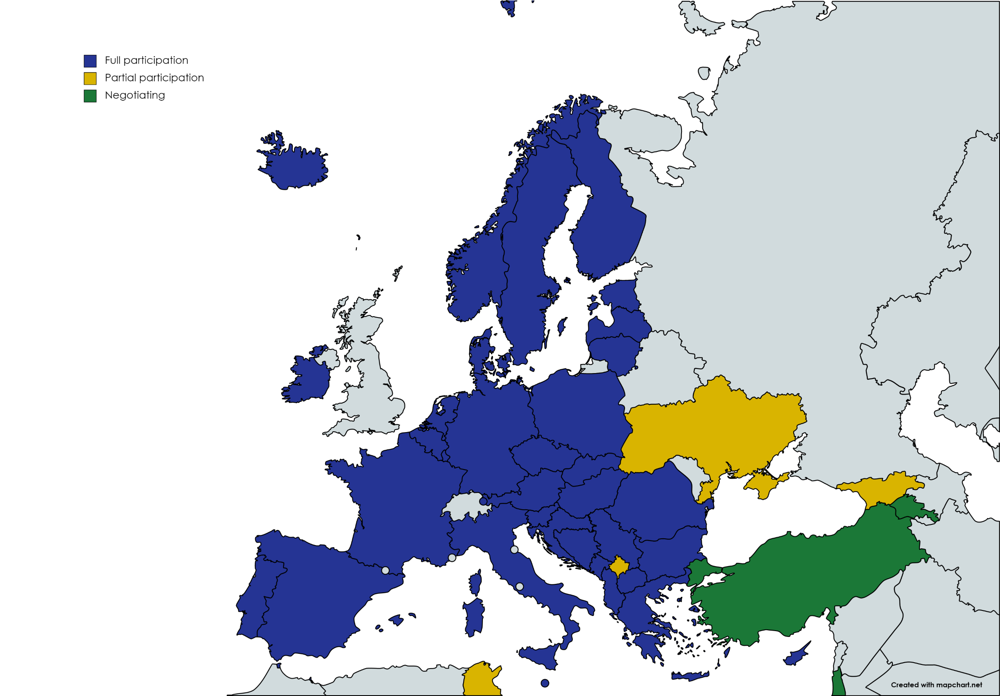 Full participation
Partial participation
Negotiating
Created with mapchart.net